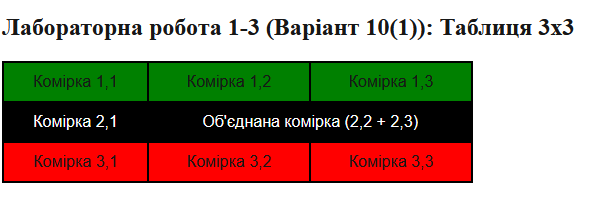 Лабораторна робота 1-3 (Варіант 10(1)): Таблиця 3x3
Комірка 1,1 Комірка 1,2 Комірка 1,3
Комірка 2,1 Об'єднана комірка (2,2 + 2,3)
Комірка 3,1 Комірка 3,2 Комірка 3,3